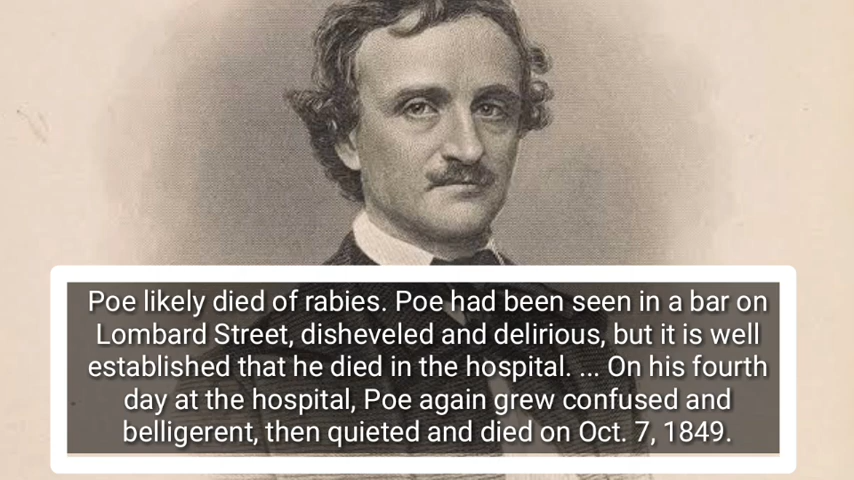 Poe likely died of rabies. Poe had been seen in a bar on
Lombard Street, disheveled and delirious, but it is well
established that he died in the hospital. ... On his fourth
day at the hospital, Poe again grew confused and
belligerent, then quieted and died on Oct. 7, 1849.